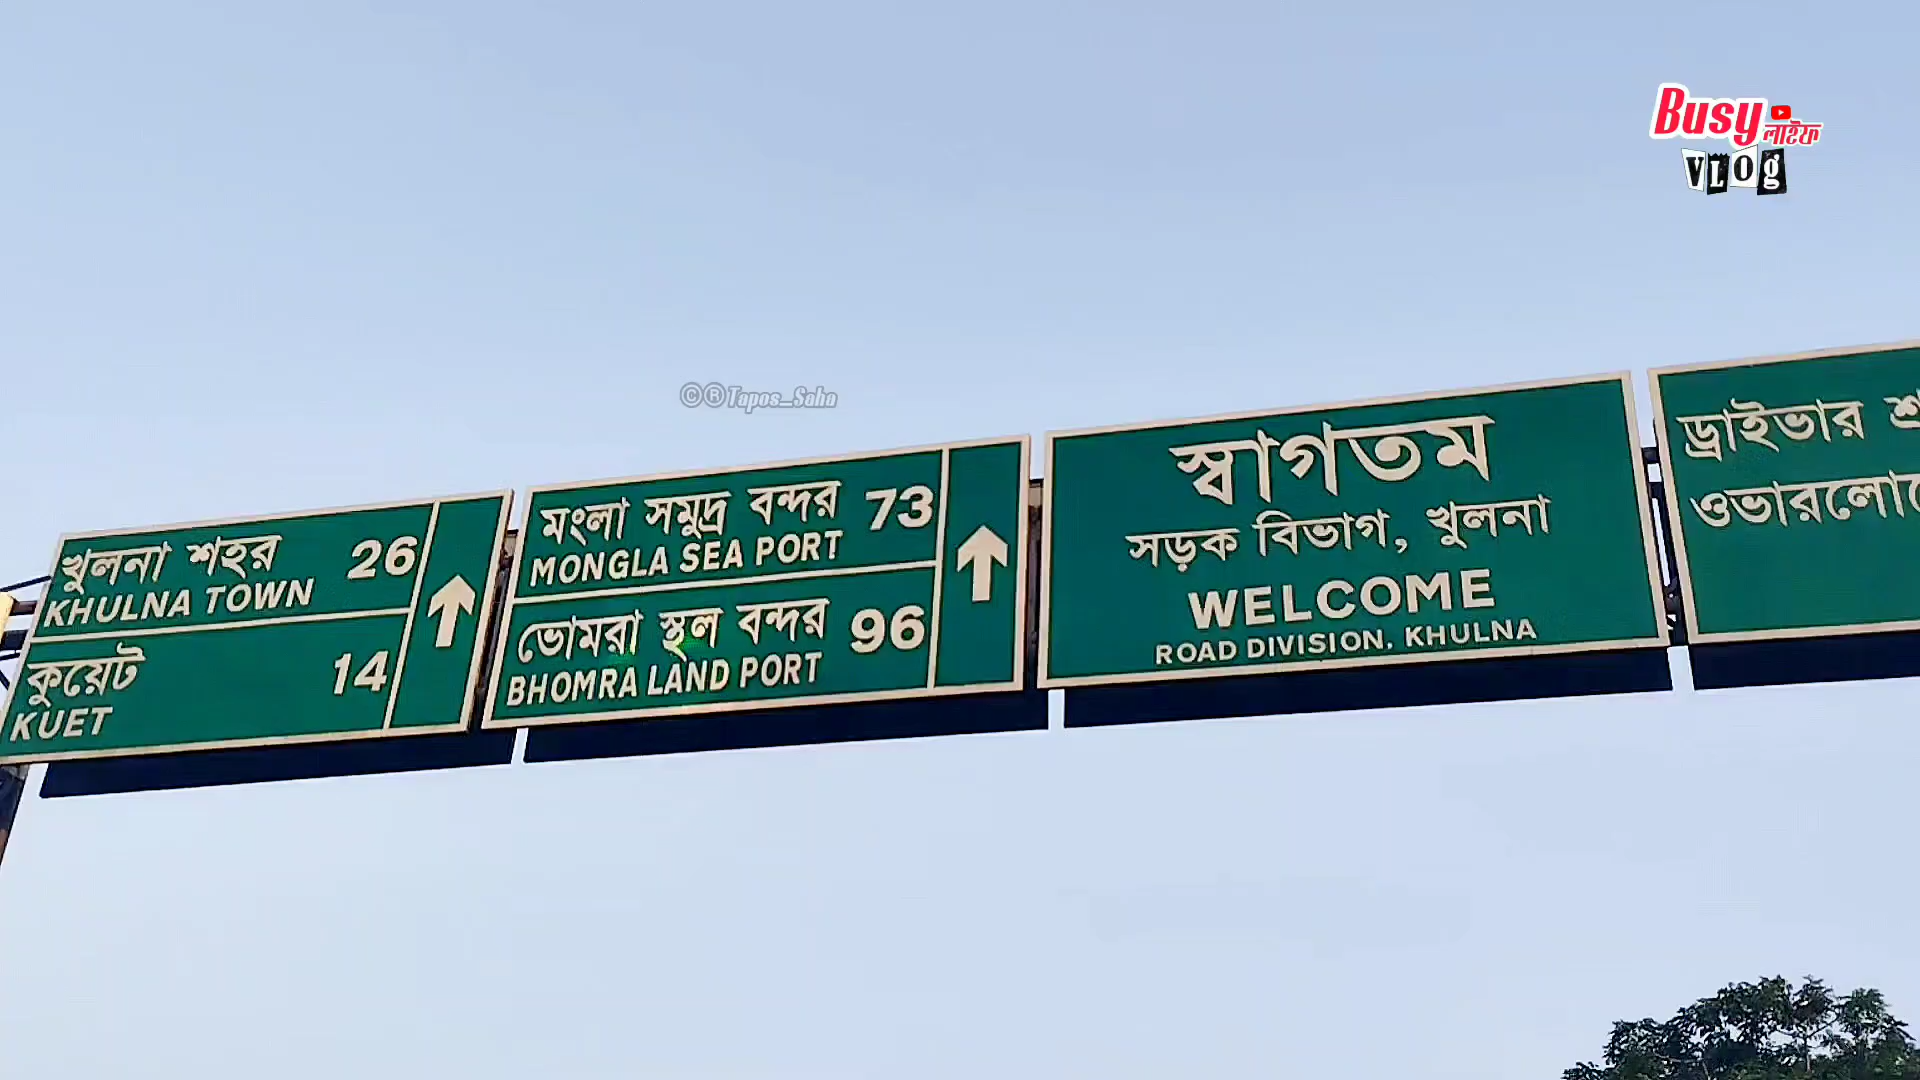 Busy লাইফ
VLOg
©®Tapos_Saha
খুলনা শহর 26
KHULNA TOWN
কুয়েট 14
KUET
মংলা সমুদ্র বন্দর 73
MONGLA SEA PORT
ভোমরা স্থল বন্দর 96
BHOMRA LAND PORT
স্বাগতম
সড়ক বিভাগ, খুলনা
WELCOME
ROAD DIVISION, KHULNA
ড্রাইভার